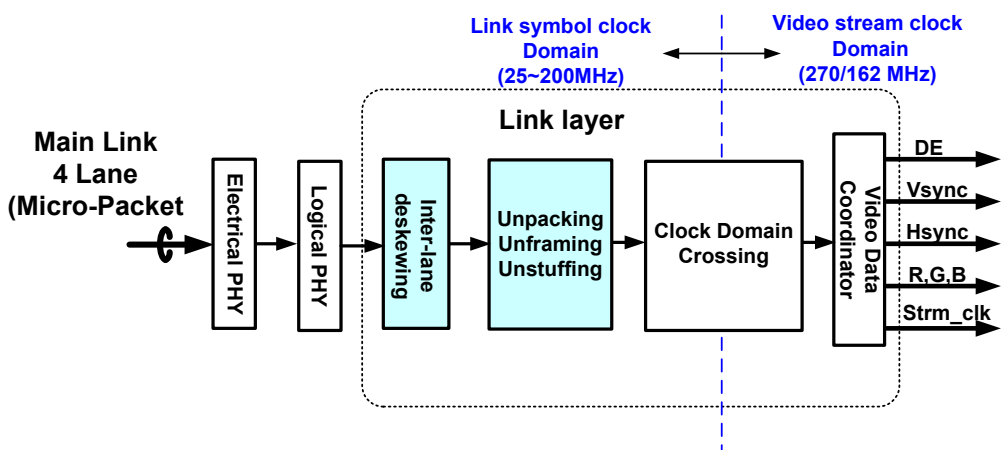 Link symbol clock
Domain
(25~200MHz)
Video stream clock
Domain
(270/162 MHz)
Link layer
Main Link
4 Lane
(Micro-Packet
Electrical PHY
Logical PHY
Inter-lane
deskewing
Unpacking
Unframing
Unstuffing
Clock Domain
Crossing
Video Data
Coordinator
DE
Vsync
Hsync
R,G,B
Strm_clk